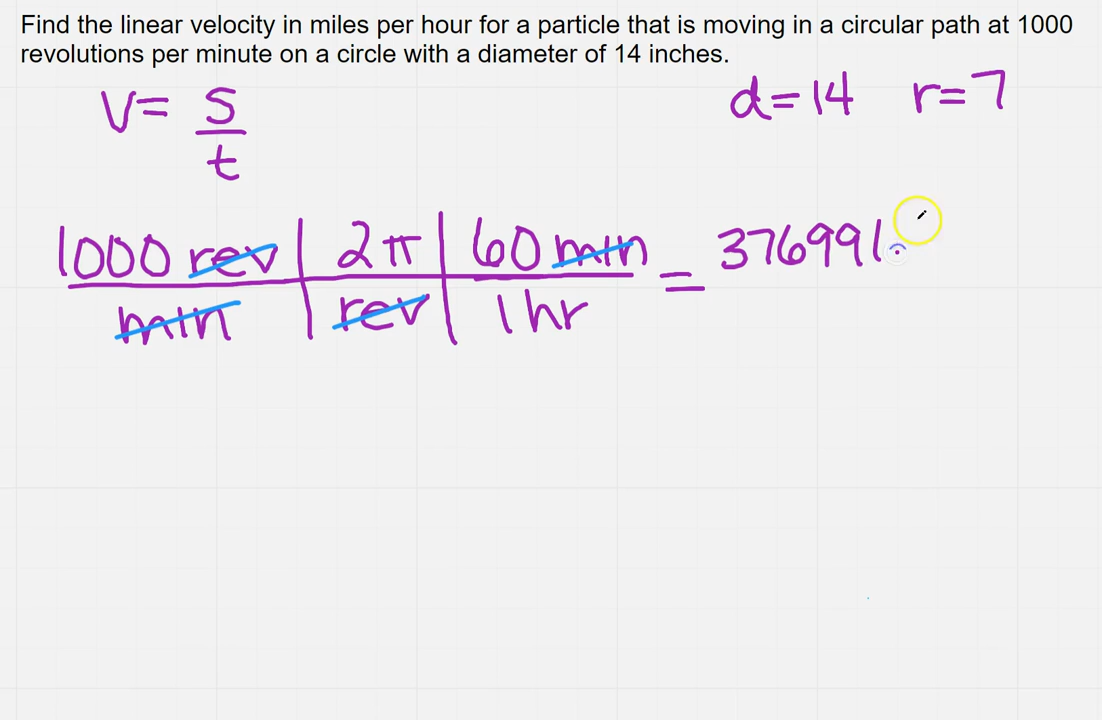 Find the linear velocity in miles per hour for a particle that is moving in a circular path at 1000
revolutions per minute on a circle with a diameter of 14 inches.
V = s/t d = 14 r = 7
1000 rev | 2π | 60 min = 376991
min | rev | 1 hr